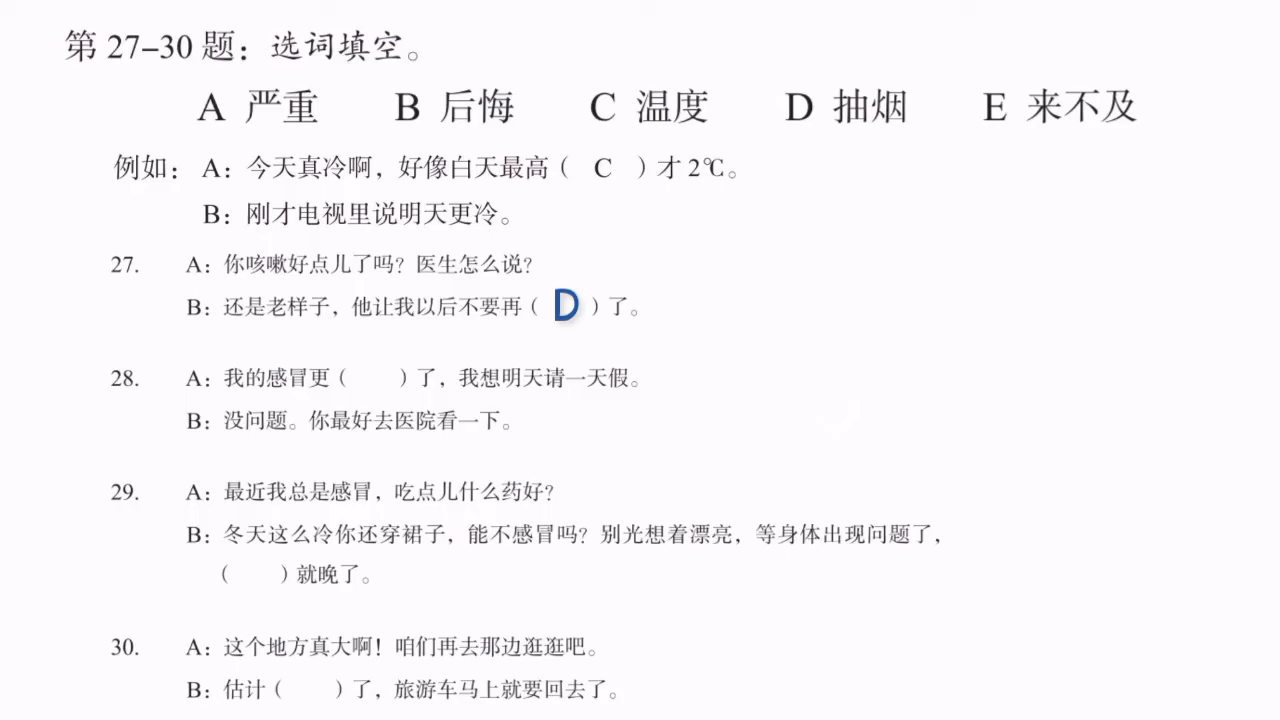 第 27–30 题：选词填空。
A 严重 B 后悔 C 温度 D 抽烟 E 来不及
例如： A：今天真冷啊，好像白天最高（ C ）才 2℃。
B：刚才电视里说明天更冷。
27. A：你咳嗽好点儿了吗？医生怎么说？
B：还是老样子，他让我以后不要再（ D ）了。
28. A：我的感冒更（ ）了，我想明天请一天假。
B：没问题。你最好去医院看一下。
29. A：最近我总是感冒，吃点儿什么药好？
B：冬天这么冷你还穿裙子，能不感冒吗？别光想着漂亮，等身体出现问题了，
（ ）就晚了。
30. A：这个地方真大啊！咱们再去那边逛逛吧。
B：估计（ ）了，旅游车马上就要回去了。